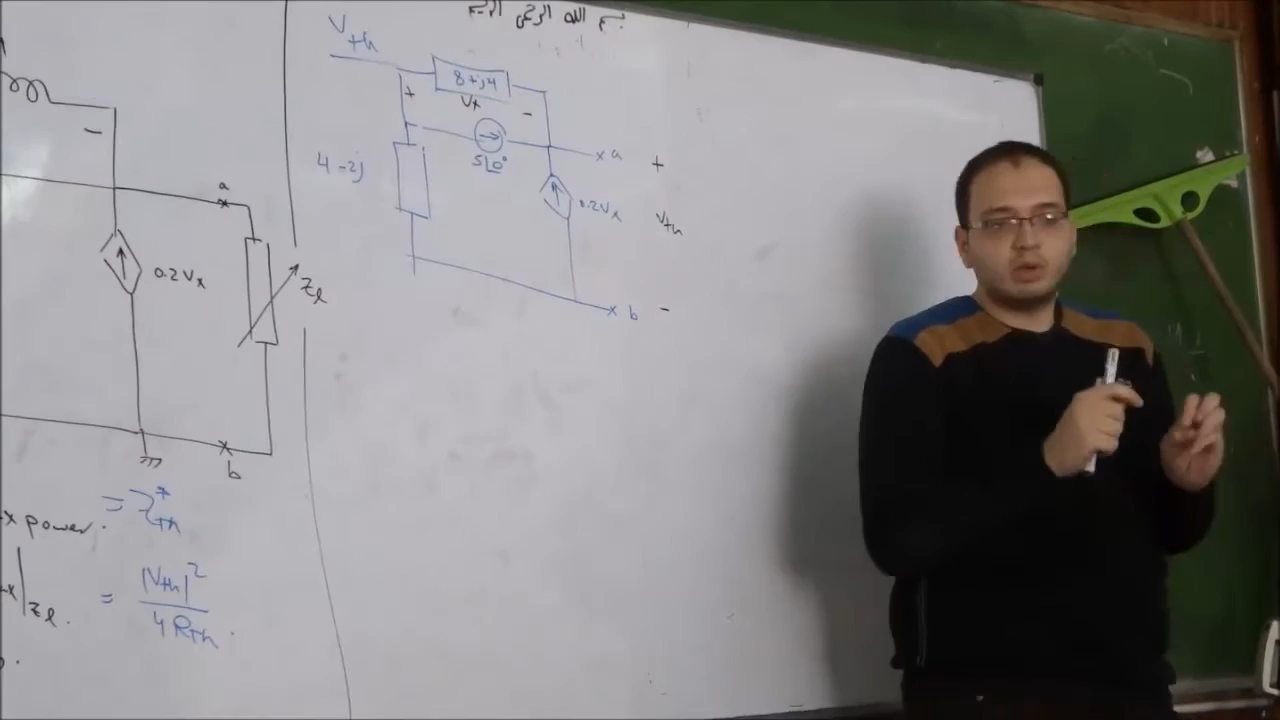 بسم الله الرحمن الرحيم
Vth
8+j4
+ Vx -
5∠0°
4-2j
0.2Vx
a +
Vth
b -
-
a
0.2Vx
Zl
b
x power. = Z*th
x|Zl. = |Vth|² / 4Rth.